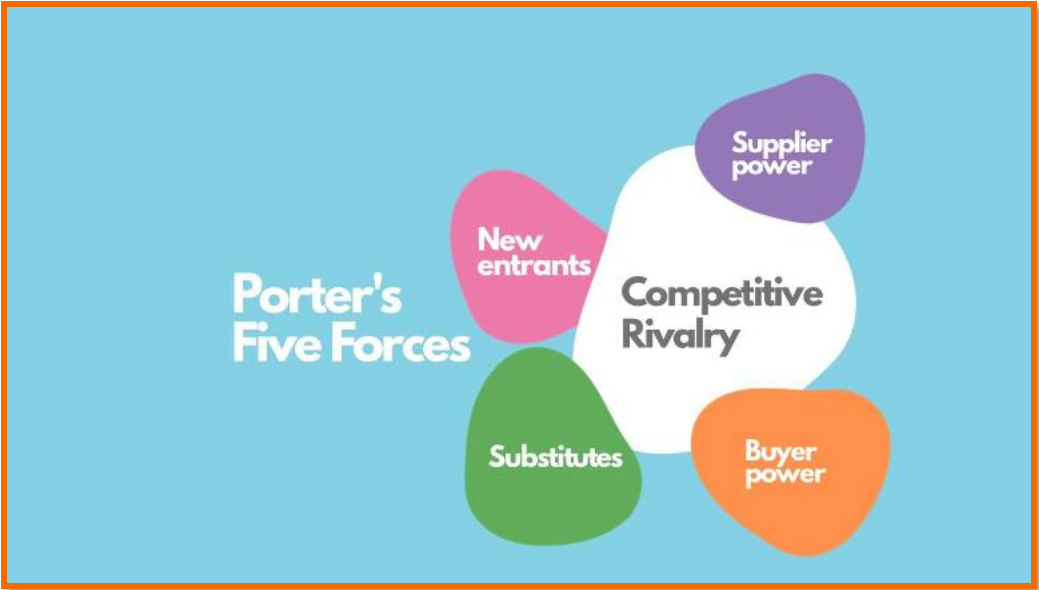 Porter's
Five Forces
New
entrants
Supplier
power
Competitive
Rivalry
Substitutes
Buyer
power